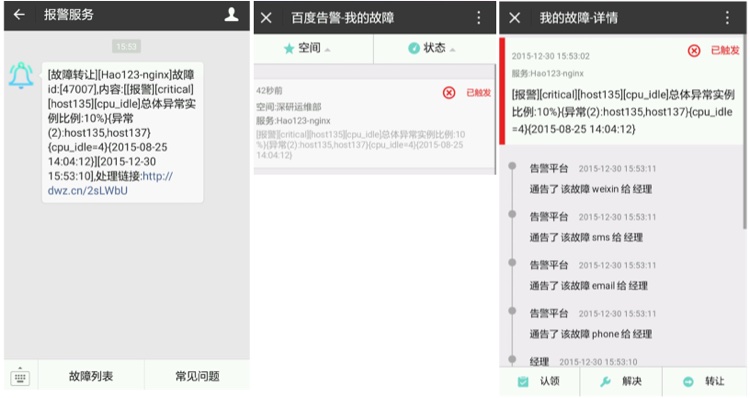 报警服务
15:53
[故障转让][Hao123-nginx]故障
id:[47007],内容:[[报警][critical]
[host135][cpu_idle]总体异常实
例比例:10%}{异常
(2):host135,host137}
{cpu_idle=4}{2015-08-25
14:04:12}][2015-12-30
15:53:10],处理链接:http://
dwz.cn/2sLWbU
故障列表
常见问题
百度告警-我的故障
空间
状态
42秒前
已触发
空间:深研运维部
服务:Hao123-nginx
[报警][critical][host135][cpu_idle]总体异常实例比例:10
%}{异常(2):host135,host137}{cpu_idle=4}{2015-08-25
14:04:12}
我的故障-详情
2015-12-30 15:53:02
已触发
服务:Hao123-nginx
[报警][critical][host135][cpu_idle]总体异常实
例比例:10%}{异常(2):host135,host137}{cpu_idle
=4}{2015-08-25 14:04:12}
告警平台 2015-12-30 15:53:11
通告了 该故障 weixin 给 经理
告警平台 2015-12-30 15:53:11
通告了 该故障 sms 给 经理
告警平台 2015-12-30 15:53:11
通告了 该故障 email 给 经理
告警平台 2015-12-30 15:53:11
通告了 该故障 phone 给 经理
经理 2015-12-30 15:53:10
认领
解决
转让